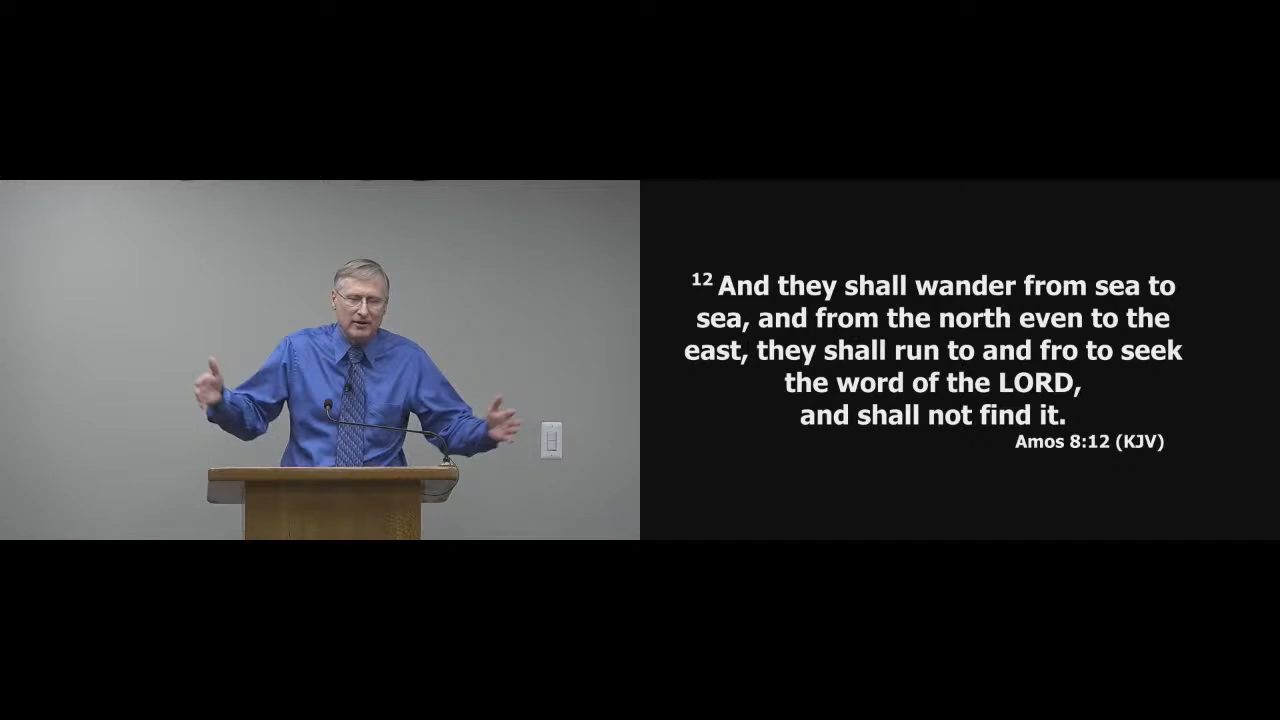 12 And they shall wander from sea to
sea, and from the north even to the
east, they shall run to and fro to seek
the word of the LORD,
and shall not find it.
Amos 8:12 (KJV)